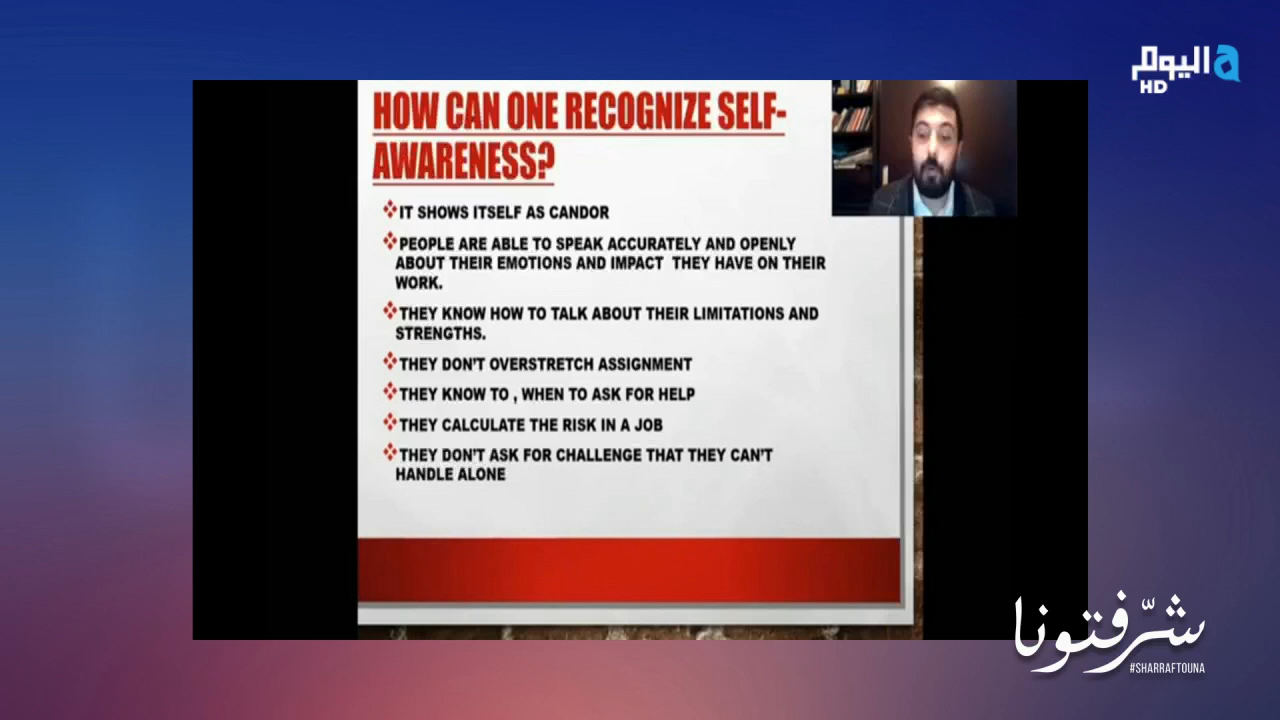 اليوم a
HD
HOW CAN ONE RECOGNIZE SELF-
AWARENESS?
IT SHOWS ITSELF AS CANDOR
PEOPLE ARE ABLE TO SPEAK ACCURATELY AND OPENLY
ABOUT THEIR EMOTIONS AND IMPACT THEY HAVE ON THEIR
WORK.
THEY KNOW HOW TO TALK ABOUT THEIR LIMITATIONS AND
STRENGTHS.
THEY DON'T OVERSTRETCH ASSIGNMENT
THEY KNOW TO , WHEN TO ASK FOR HELP
THEY CALCULATE THE RISK IN A JOB
THEY DON'T ASK FOR CHALLENGE THAT THEY CAN'T
HANDLE ALONE
شرّفتونا
#SHARRAFTOUNA